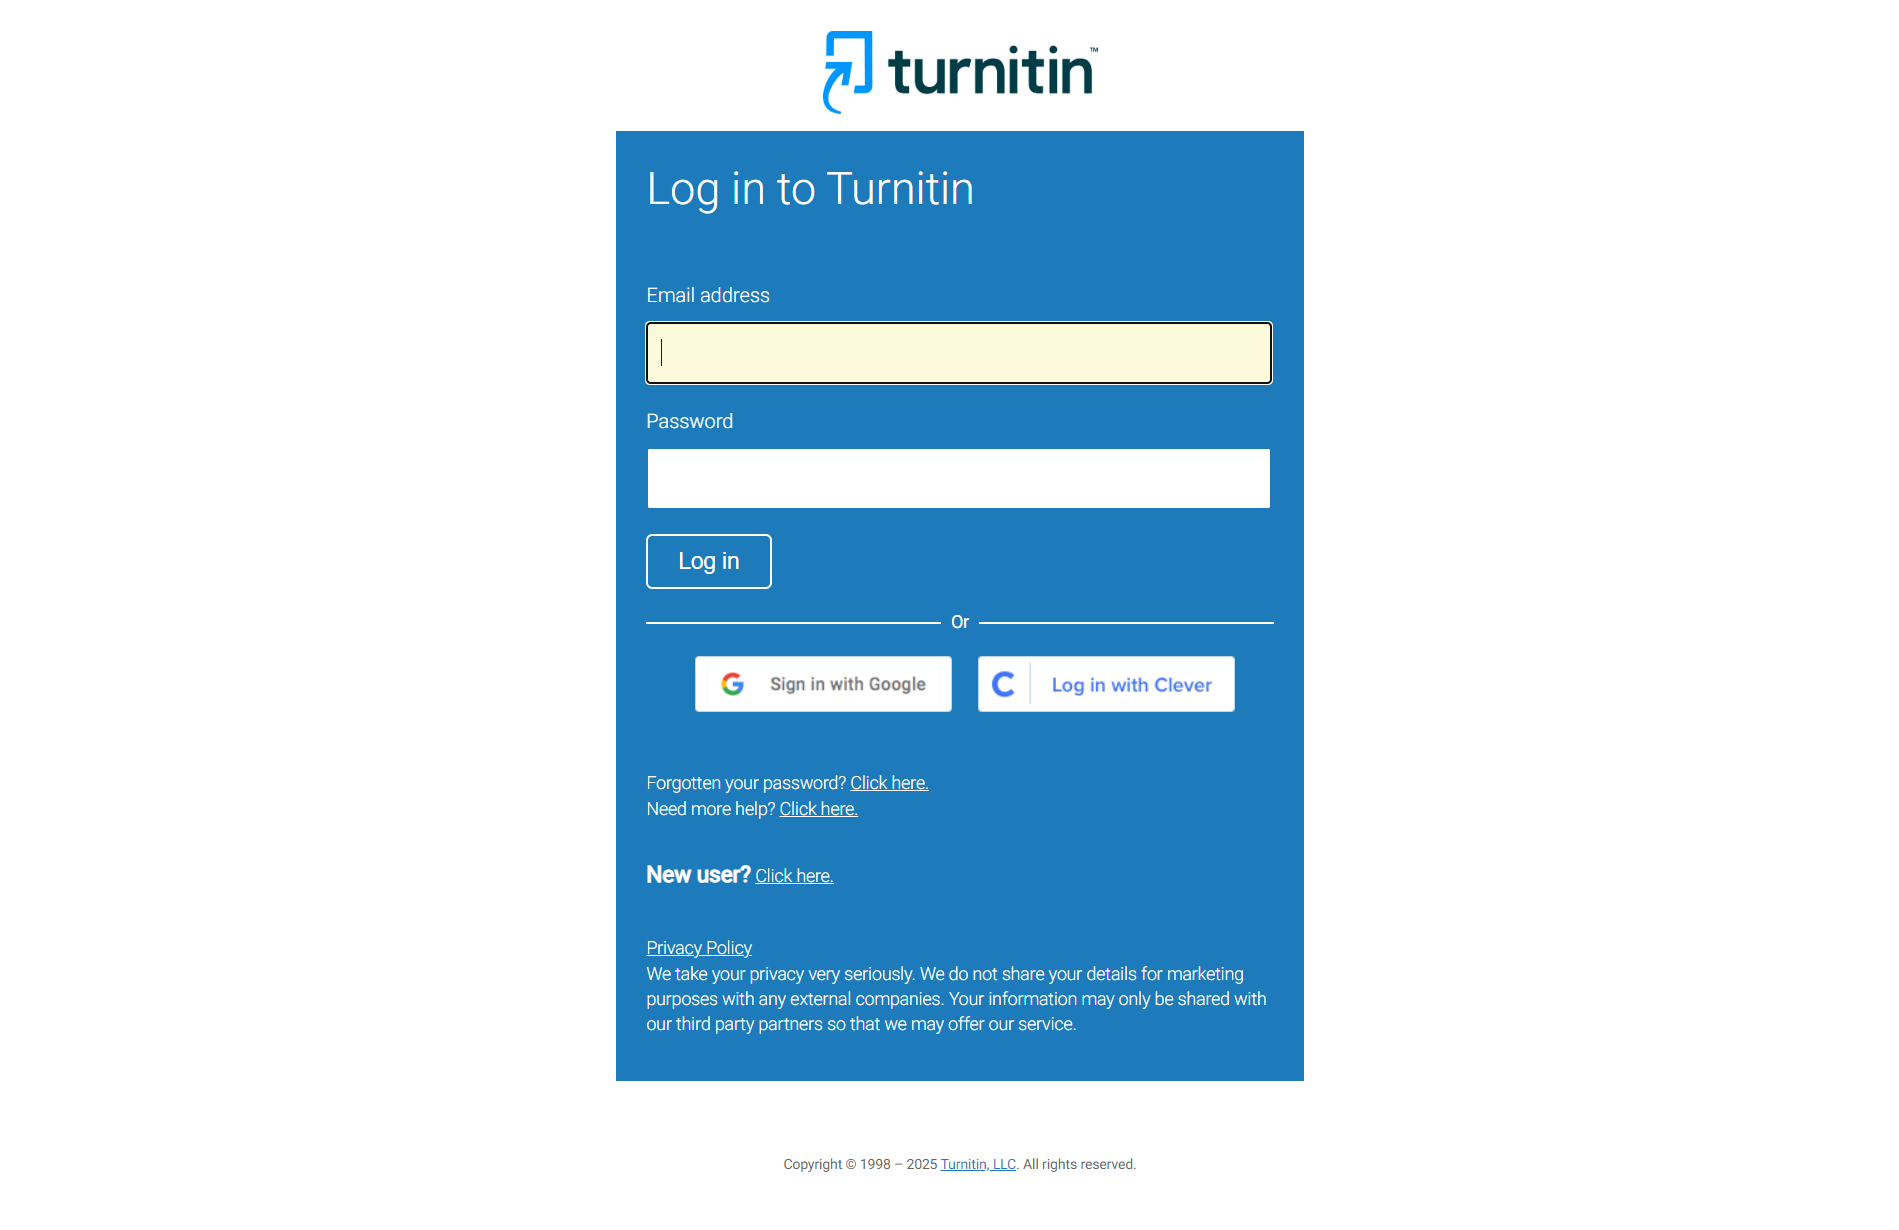 turnitin™
Log in to Turnitin
Email address
Password
Log in
Or
Sign in with Google
Log in with Clever
Forgotten your password? Click here.
Need more help? Click here.
New user? Click here.
Privacy Policy
We take your privacy very seriously. We do not share your details for marketing
purposes with any external companies. Your information may only be shared with
our third party partners so that we may offer our service.
Copyright © 1998 – 2025 Turnitin, LLC. All rights reserved.